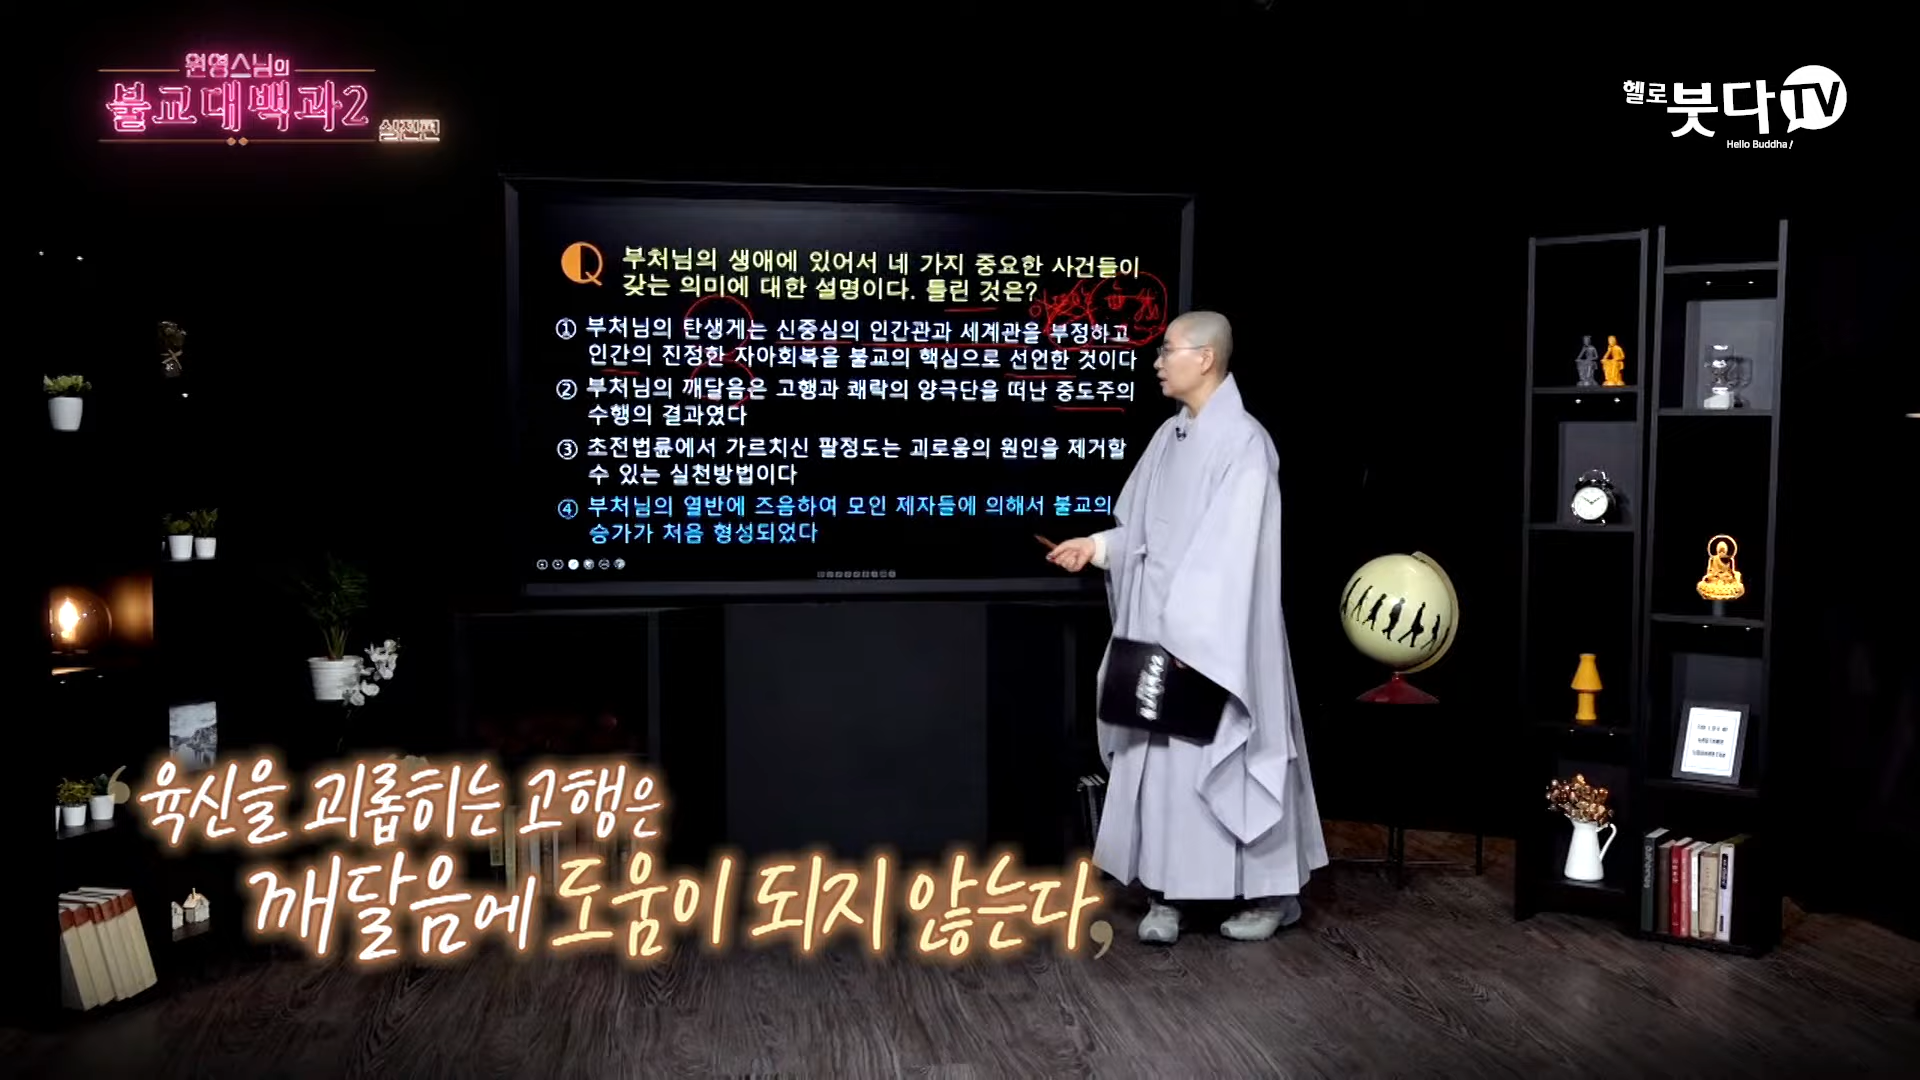 원영스님의
불교대백과2
실전편
헬로붓다TV
Hello Buddha!
Q 부처님의 생애에 있어서 네 가지 중요한 사건들이
갖는 의미에 대한 설명이다. 틀린 것은?
① 부처님의 탄생게는 신중심의 인간관과 세계관을 부정하고
인간의 진정한 자아회복을 불교의 핵심으로 선언한 것이다
② 부처님의 깨달음은 고행과 쾌락의 양극단을 떠난 중도주의
수행의 결과였다
③ 초전법륜에서 가르치신 팔정도는 괴로움의 원인을 제거할
수 있는 실천방법이다
④ 부처님의 열반에 즈음하여 모인 제자들에 의해서 불교의
승가가 처음 형성되었다
‘육신을 괴롭히는 고행은
깨달음에 도움이 되지 않는다’